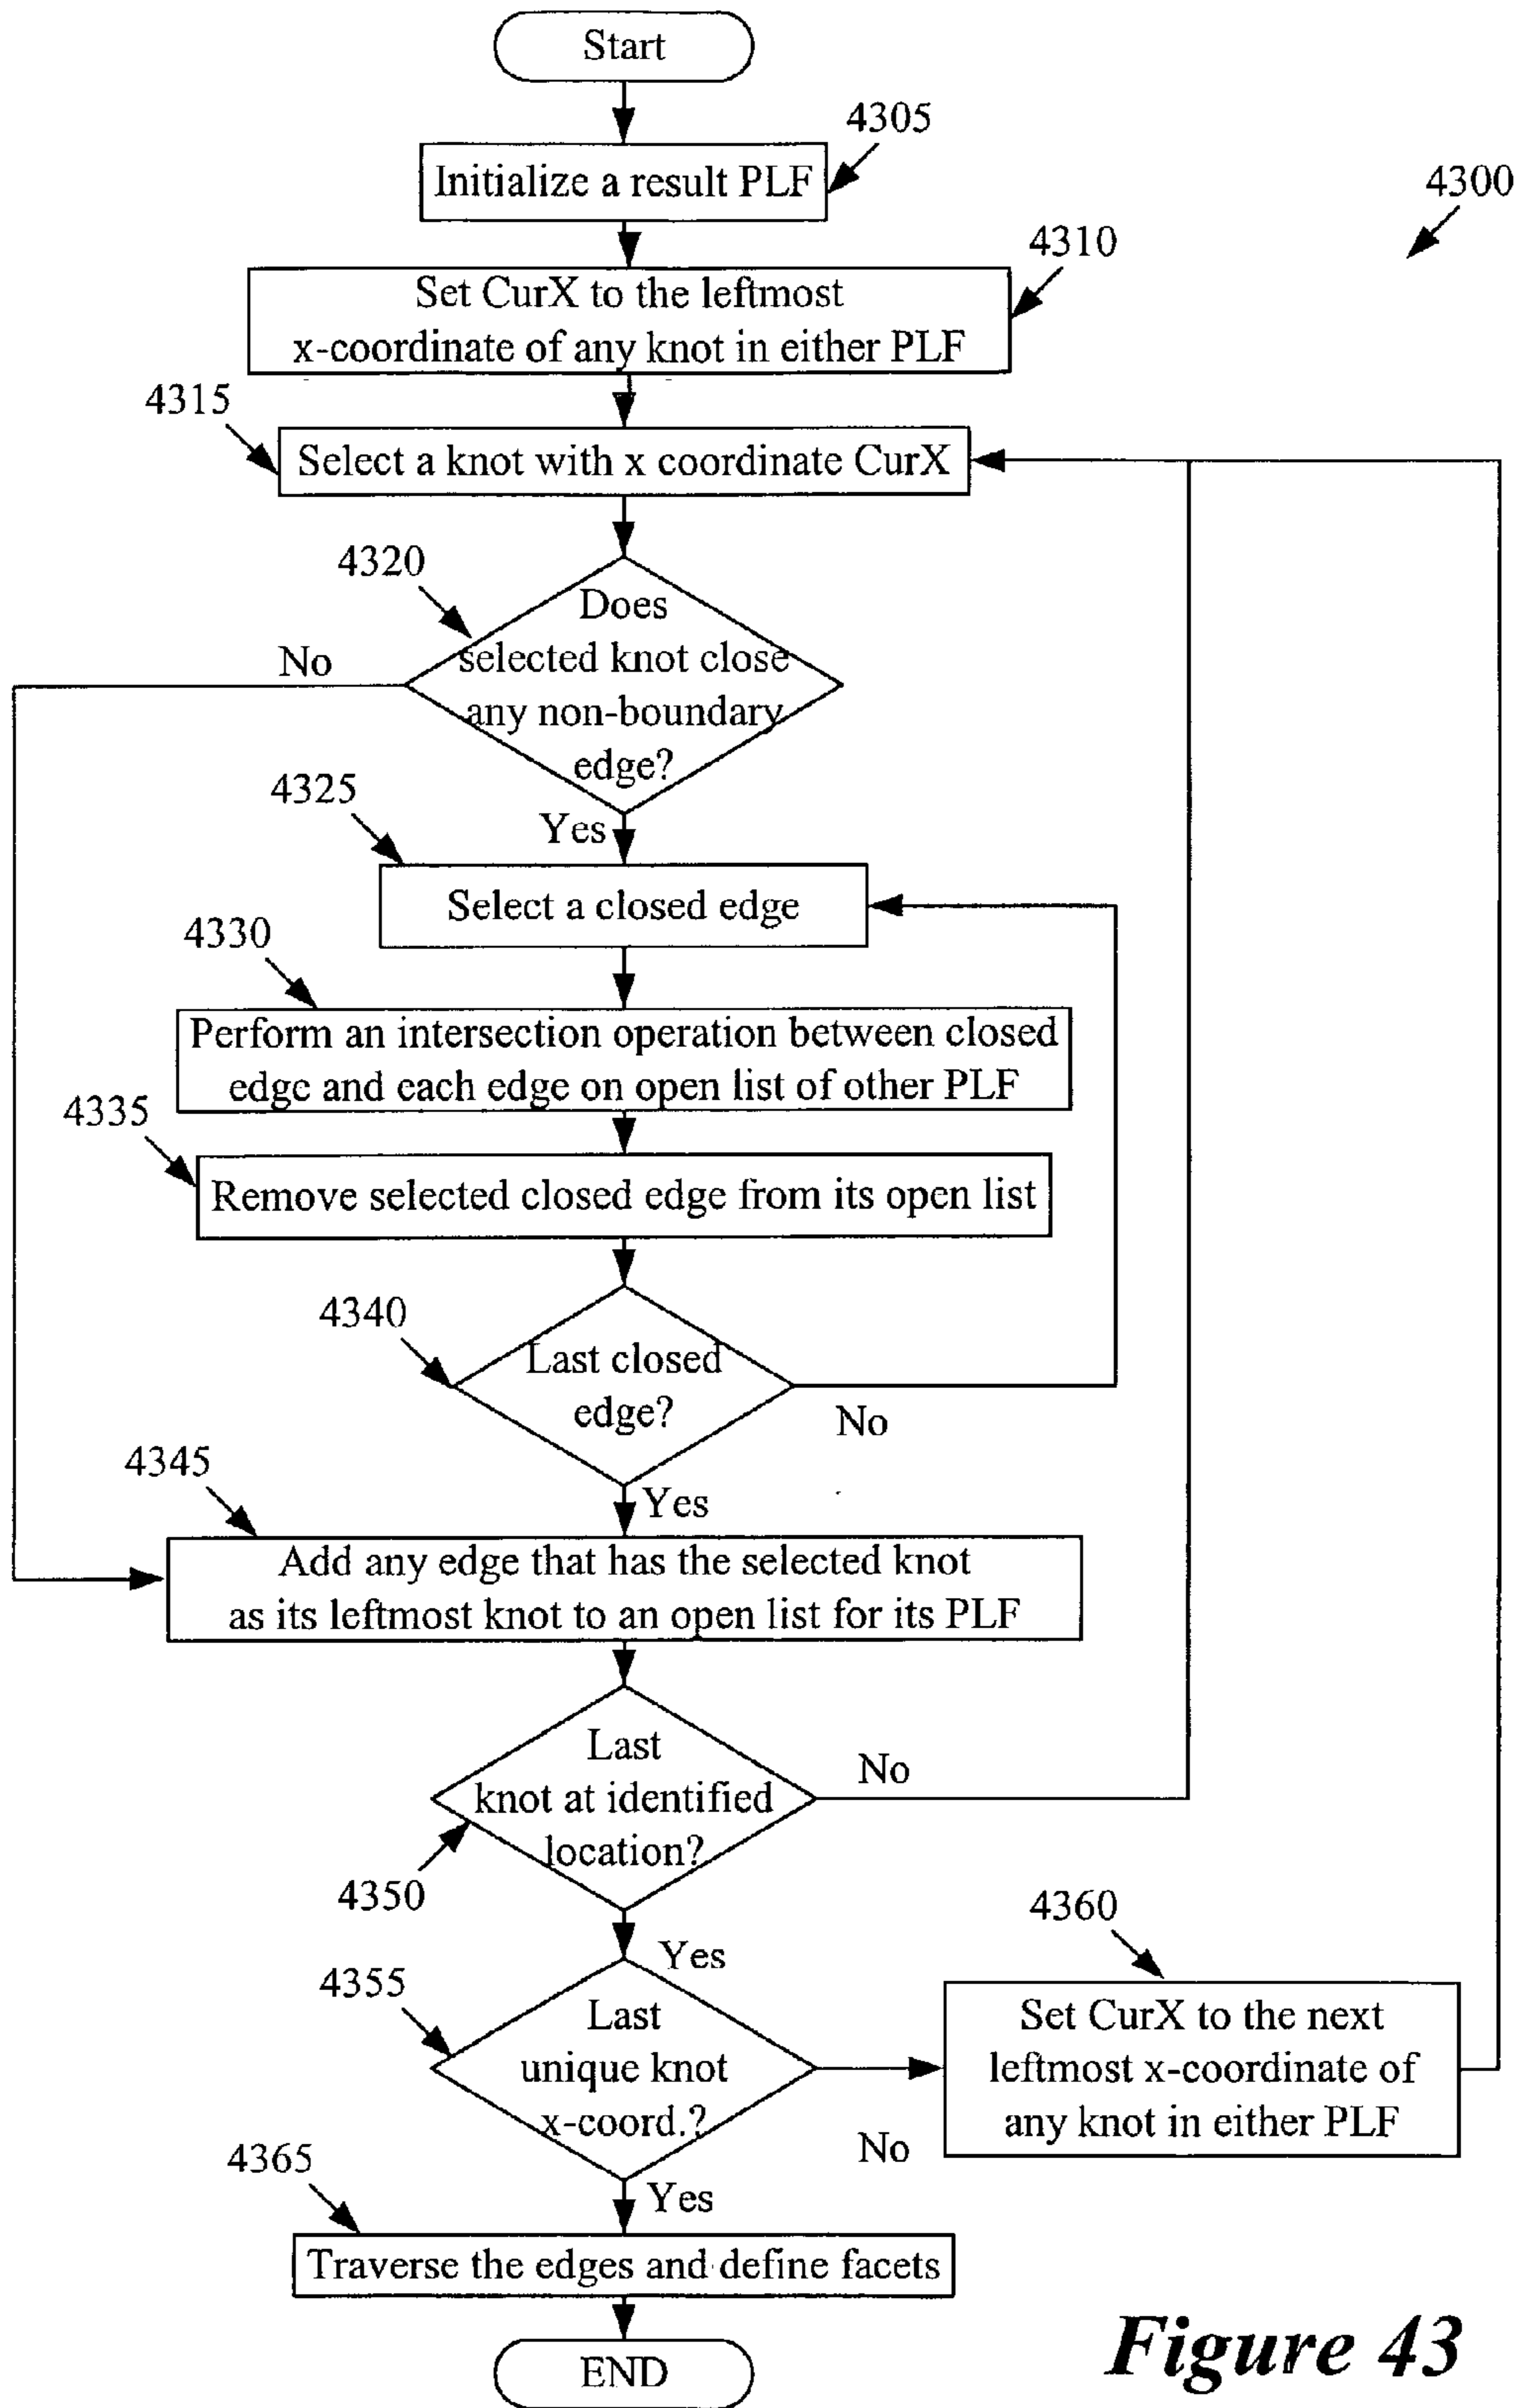 Start
4305
Initialize a result PLF
4300
4310
Set CurX to the leftmost
x-coordinate of any knot in either PLF
4315
Select a knot with x coordinate CurX
4320
Does
selected knot close
any non-boundary
edge?
No
4325
Yes
Select a closed edge
4330
Perform an intersection operation between closed
edge and each edge on open list of other PLF
4335
Remove selected closed edge from its open list
4340
Last closed
edge?
No
4345
Yes
Add any edge that has the selected knot
as its leftmost knot to an open list for its PLF
Last
knot at identified
location?
No
4350
4360
Yes
4355
Last
unique knot
x-coord.?
Set CurX to the next
leftmost x-coordinate of
any knot in either PLF
No
4365
Yes
Traverse the edges and define facets
END
Figure 43